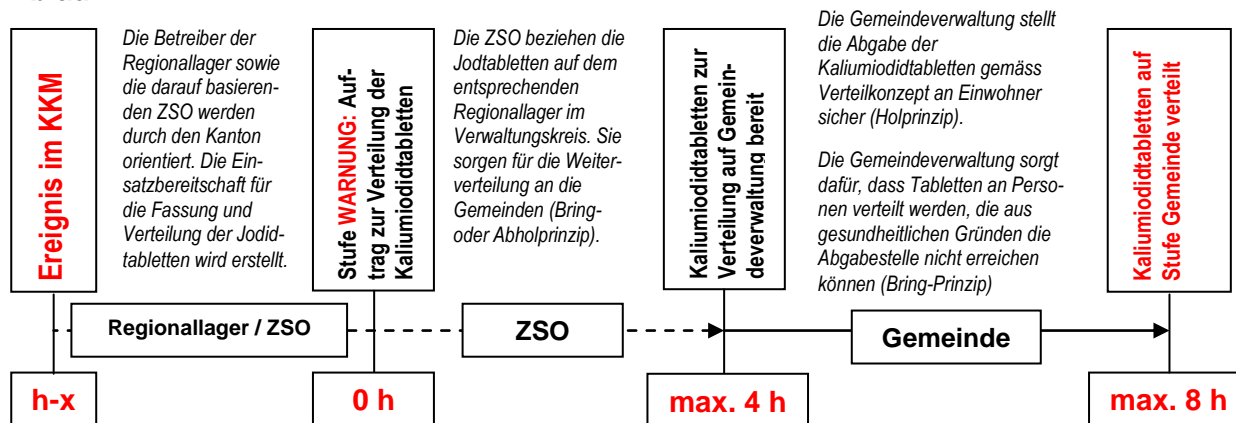 Ereignis im KKM
Die Betreiber der
Regionallager sowie
die darauf basieren-
den ZSO werden
durch den Kanton
orientiert. Die Ein-
satzbereitschaft für
die Fassung und
Verteilung der Jodid-
tabletten wird erstellt.
Stufe WARNUNG: Auf-
trag zur Verteilung der
Kaliumiodidtabletten
Die ZSO beziehen die
Jodtabletten auf dem
entsprechenden
Regionallager im
Verwaltungskreis. Sie
sorgen für die Weiter-
verteilung an die
Gemeinden (Bring-
oder Abholprinzip).
Kaliumiodidtabletten zur
Verteilung auf Gemein-
deverwaltung bereit
Die Gemeindeverwaltung stellt
die Abgabe der
Kaliumiodidtabletten gemäss
Verteilkonzept an Einwohner
sicher (Holprinzip).
Die Gemeindeverwaltung sorgt
dafür, dass Tabletten an Perso-
nen verteilt werden, die aus
gesundheitlichen Gründen die
Abgabestelle nicht erreichen
können (Bring-Prinzip)
Kaliumiodidtabletten auf
Stufe Gemeinde verteilt
Regionallager / ZSO
ZSO
Gemeinde
h-x
0 h
max. 4 h
max. 8 h